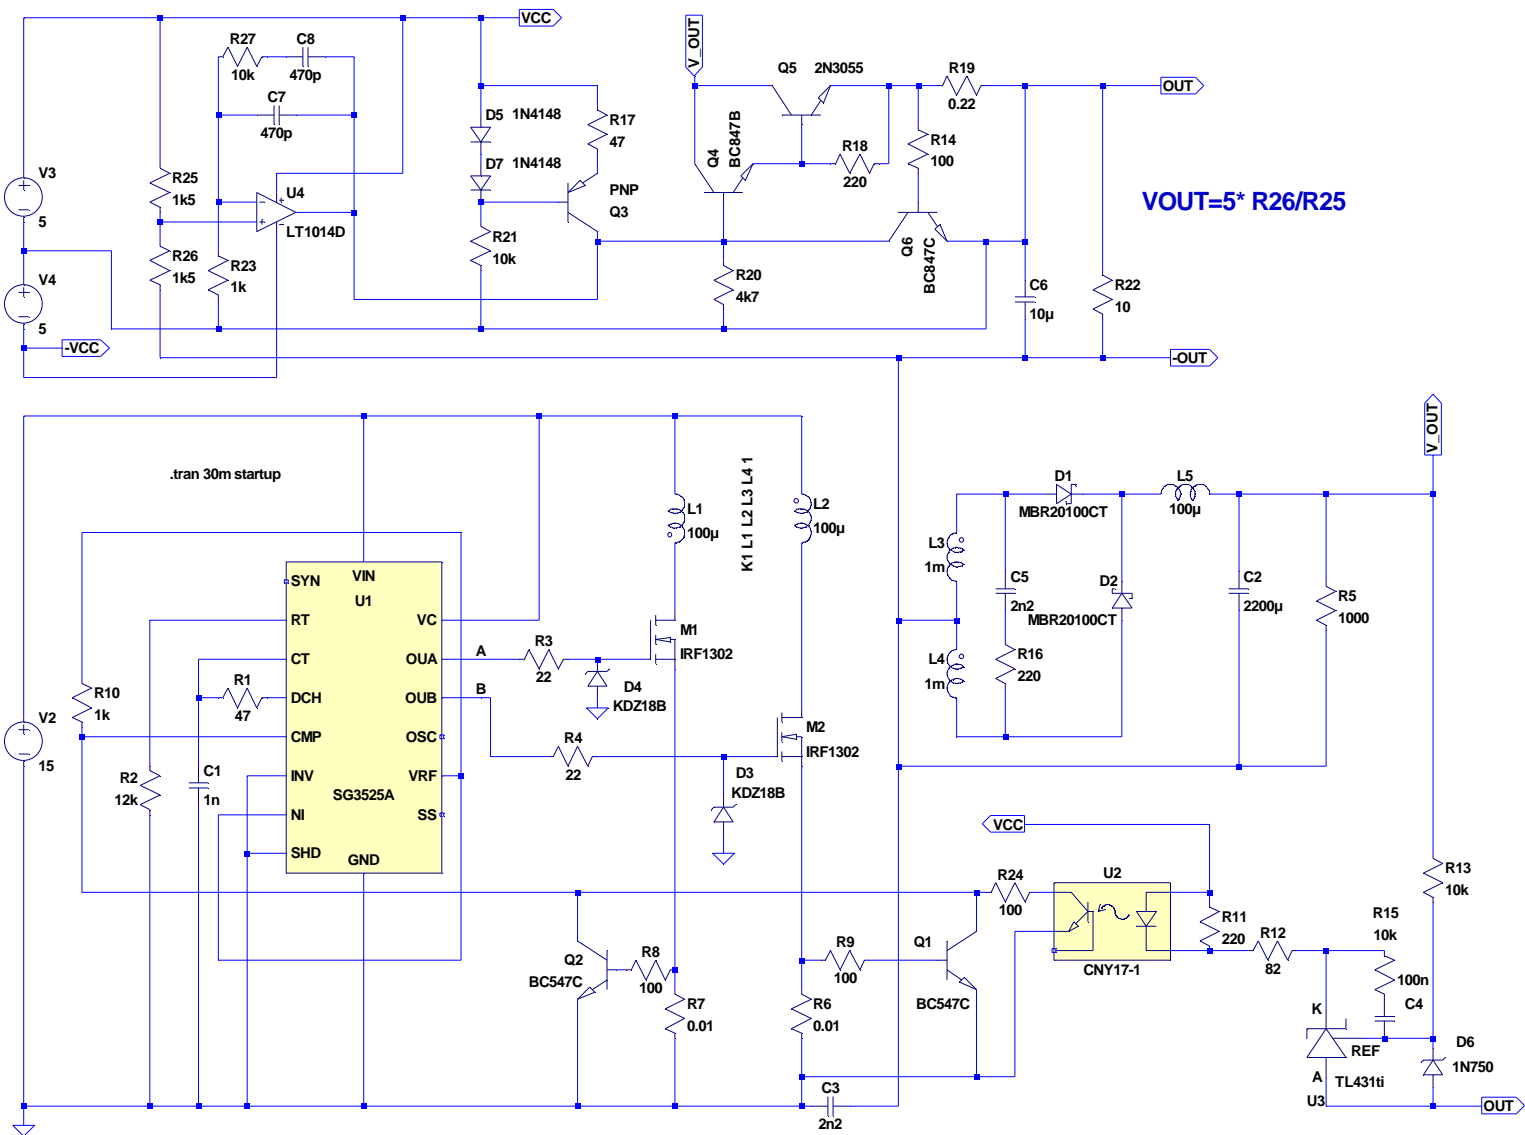 VCC
V_OUT
R27
10k
C8
470p
C7
470p
D5 1N4148
D7 1N4148
R17
47
Q5 2N3055
R19
0.22
OUT
Q4
BC847B
R18
220
R14
100
V3
5
R25
1k5
U4
LT1014D
PNP
Q3
VOUT=5* R26/R25
R26
1k5
R23
1k
R21
10k
R20
4k7
Q6
BC847C
V4
5
C6
10µ
R22
10
-VCC
-OUT
V_OUT
.tran 30m startup
L1
100µ
K1 L1 L2 L3 L4 1
L2
100µ
D1
MBR20100CT
L5
100µ
L3
1m
C5
2n2
D2
MBR20100CT
C2
2200µ
R5
1000
L4
1m
R16
220
SYN
VIN
U1
RT
VC
CT
OUA
DCH
OUB
CMP
OSC
INV
VRF
SG3525A
NI
SS
SHD
GND
A
B
R3
22
M1
IRF1302
D4
KDZ18B
R10
1k
R1
47
V2
15
R2
12k
C1
1n
R4
22
M2
IRF1302
D3
KDZ18B
VCC
R24
100
U2
CNY17-1
R11
220
R12
82
R13
10k
R15
10k
100n
C4
Q2
BC547C
R8
100
R9
100
Q1
BC547C
R7
0.01
R6
0.01
K
REF
A
TL431ti
U3
D6
1N750
C3
2n2
OUT